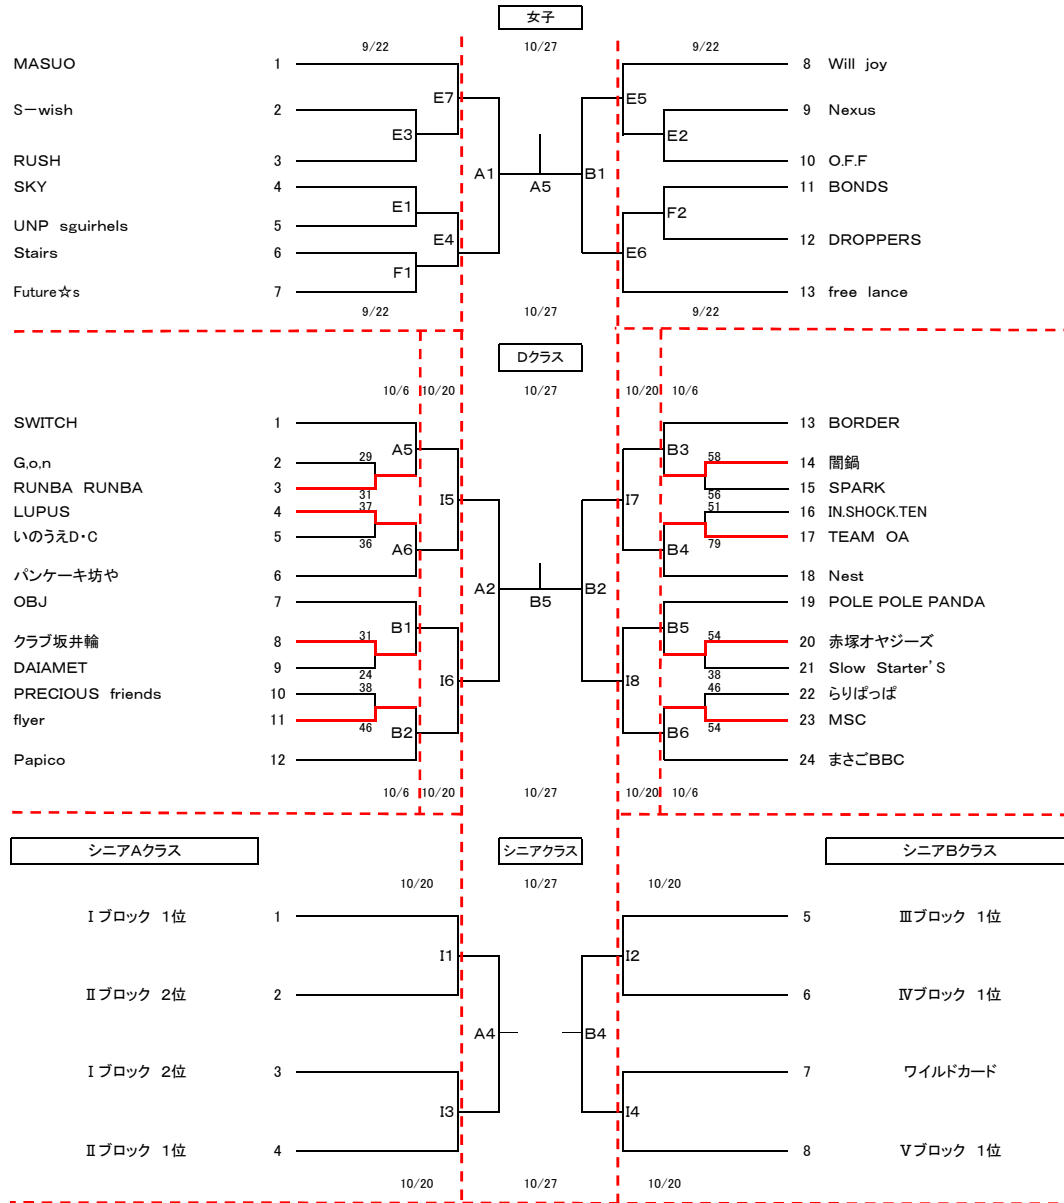 女子
9/22 10/27 9/22
MASUO 1 8 Will joy
E7 E5
S－wish 2 9 Nexus
E3 E2
RUSH 3 10 O.F.F
A1 A5 B1
SKY 4 11 BONDS
E1 F2
UNP sguirhels 5 12 DROPPERS
E4 E6
Stairs 6
F1
Future☆s 7 13 free lance
9/22 10/27 9/22
Dクラス
10/6 10/20 10/27 10/20 10/6
SWITCH 1 13 BORDER
A5 B3
G,o,n 2 29 58 14 闇鍋
RUNBA RUNBA 3 31 56 15 SPARK
I5 I7
LUPUS 4 37 51 16 IN.SHOCK.TEN
いのうえD・C 5 36 79 17 TEAM OA
A6 B4
パンケーキ坊や 6 18 Nest
A2 B5 B2
OBJ 7 19 POLE POLE PANDA
B1 B5
クラブ坂井輪 8 31 54 20 赤塚オヤジーズ
DAIAMET 9 24 38 21 Slow Starter'S
I6 I8
PRECIOUS friends 10 38 46 22 らりぱっぱ
flyer 11 46 54 23 MSC
B2 B6
Papico 12 24 まさごBBC
10/6 10/20 10/27 10/20 10/6
シニアAクラス シニアクラス シニアBクラス
10/20 10/27 10/20
Ⅰブロック 1位 1 5 Ⅲブロック 1位
I1 I2
Ⅱブロック 2位 2 6 Ⅳブロック 1位
A4 B4
Ⅰブロック 2位 3 7 ワイルドカード
I3 I4
Ⅱブロック 1位 4 8 Ⅴブロック 1位
10/20 10/27 10/20